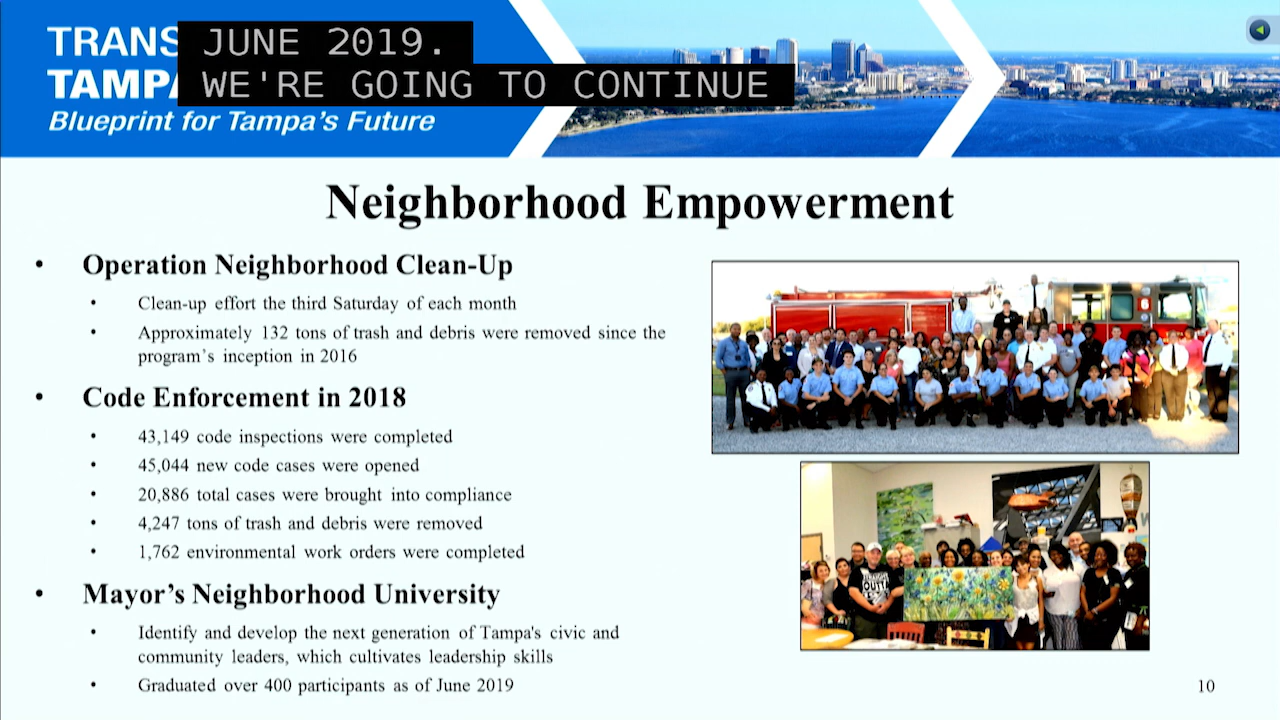 TRANS
TAMPA
Blueprint for Tampa's Future
JUNE 2019.
WE'RE GOING TO CONTINUE
Neighborhood Empowerment
• Operation Neighborhood Clean-Up
• Clean-up effort the third Saturday of each month
• Approximately 132 tons of trash and debris were removed since the
program's inception in 2016
• Code Enforcement in 2018
• 43,149 code inspections were completed
• 45,044 new code cases were opened
• 20,886 total cases were brought into compliance
• 4,247 tons of trash and debris were removed
• 1,762 environmental work orders were completed
• Mayor's Neighborhood University
• Identify and develop the next generation of Tampa's civic and
community leaders, which cultivates leadership skills
• Graduated over 400 participants as of June 2019
10